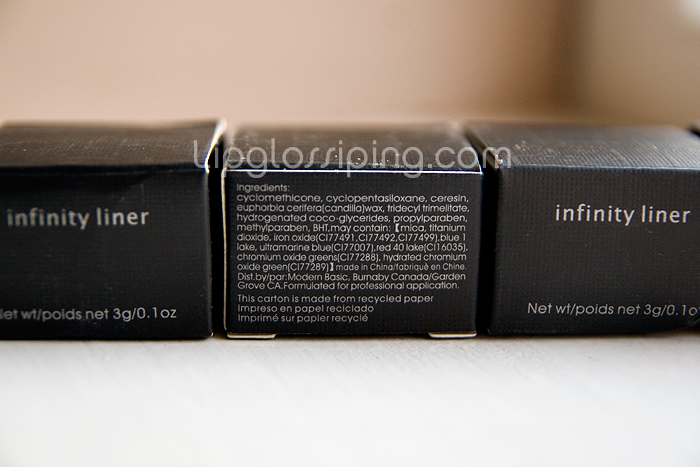 Lipglossiping.com
infinity liner
Net wt/poids net 3g/0.1oz
Ingredients:
cyclomethicone, cyclopentasiloxane, ceresin,
euphorbia cerifera(candilla)wax, tridecyl trimelitate,
hydrogenated coco-glycerides, propylparaben,
methylparaben, BHT,may contain:【mica, titanium
dioxide, iron oxide(CI77491,CI77492,CI77499),blue 1
lake, ultramarine blue(CI77007),red 40 lake(CI16035),
chromium oxide greens(CI77288), hydrated chromium
oxide green(CI77289)】made in China/fabriqué en Chine.
Dist.by/par:Modern Basic, Burnaby Canada/Garden
Grove CA.Formulated for professional application.
This carton is made from recycled paper
Impreso en papel reciclado
Imprimé sur papier recyclé
infinity liner
Net wt/poids net 3g/0.1oz